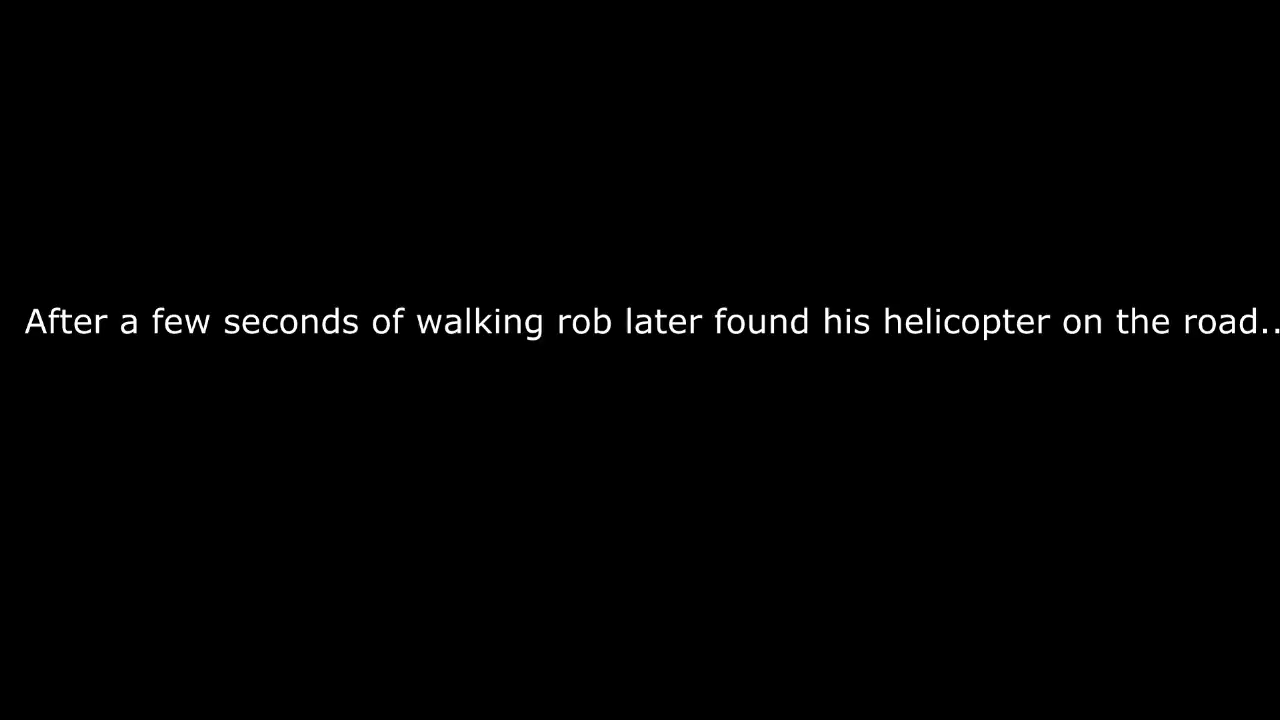 After a few seconds of walking rob later found his helicopter on the road..